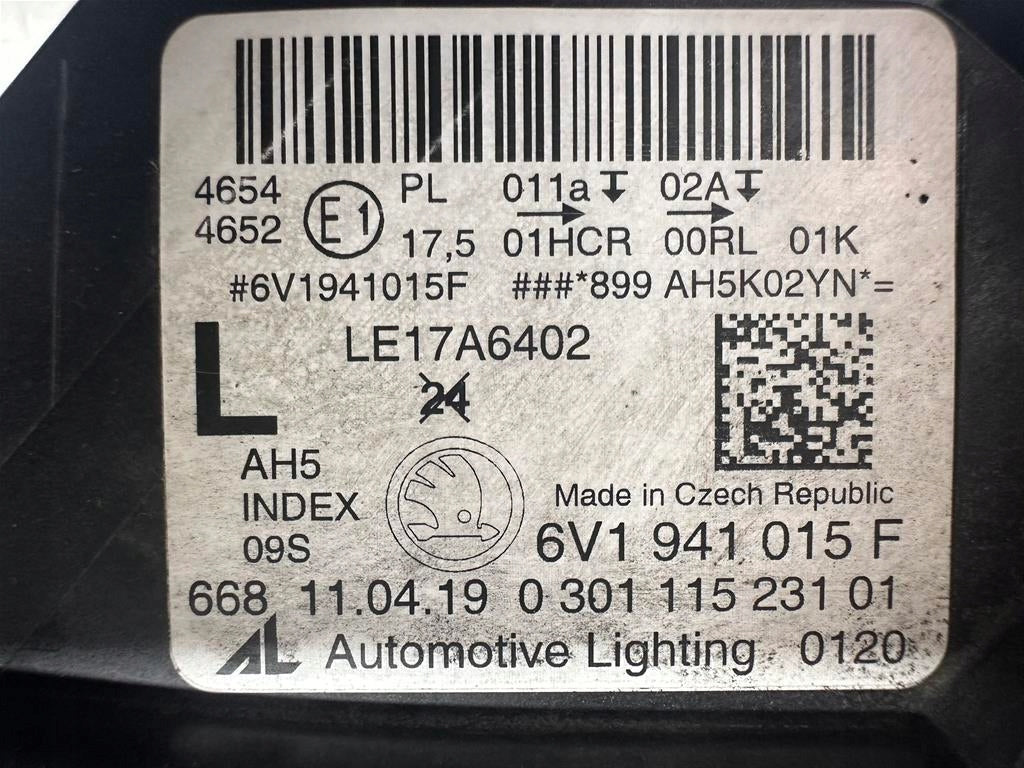 4654 E1 PL 011a 02A
4652 17,5 01HCR 00RL 01K
#6V1941015F ###*899 AH5K02YN*=
L LE17A6402
24
AH5
INDEX Made in Czech Republic
09S 6V1 941 015 F
668 11.04.19 0 301 115 231 01
AL Automotive Lighting 0120